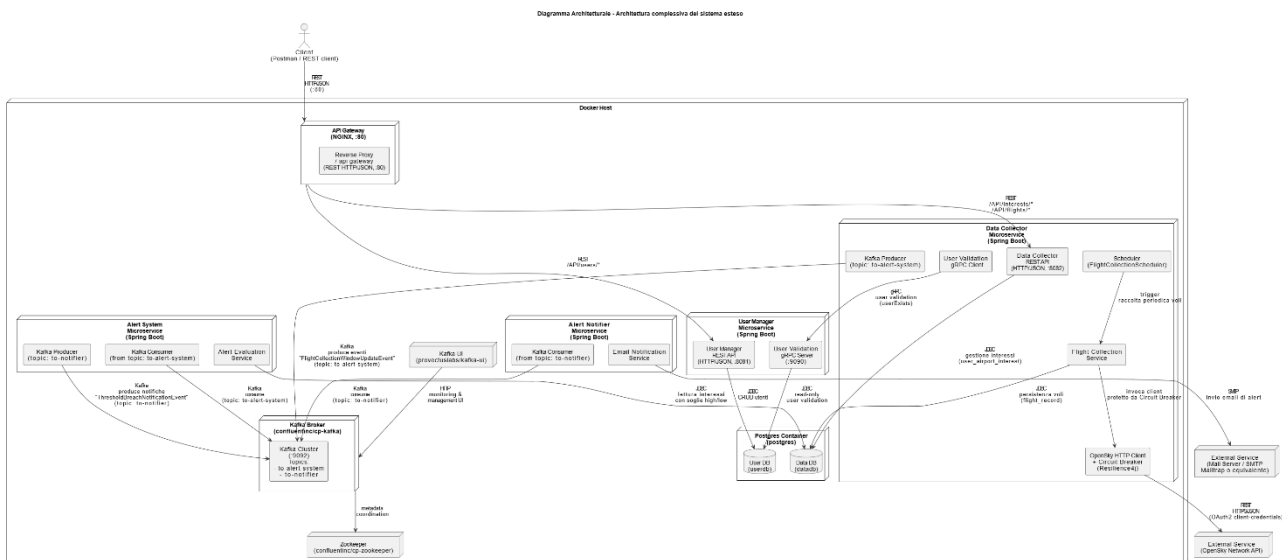 Diagramma Architetturale - Architettura complessiva del sistema esteso
Client
(Postman / REST client)
REST
HTTP/JSON
(:80)
Docker Host
API Gateway
(NGINX, :80)
Reverse Proxy
/ api gateway
(REST HTTP/JSON, :80)
REST
/API/interests/*
/API/flights/*
REST
/API/users/*
Data Collector
Microservice
(Spring Boot)
Kafka Producer
(topic: to-alert-system)
User Validation
gRPC Client
Data Collector
REST API
(HTTP/JSON, :8082)
Scheduler
(FlightCollectionScheduler)
gRPC
user validation
(userExists)
trigger
raccolta periodica voli
Alert System
Microservice
(Spring Boot)
Kafka Producer
(topic: to-notifier)
Kafka Consumer
(from topic: to-alert-system)
Alert Evaluation
Service
Kafka
produce eventi
"FlightCollectionWindowUpdateEvent"
(topic: to-alert-system)
Kafka UI
(provectuslabs/kafka-ui)
Alert Notifier
Microservice
(Spring Boot)
Kafka Consumer
(from topic: to-notifier)
Email Notification
Service
User Manager
Microservice
(Spring Boot)
User Manager
REST API
(HTTP/JSON, :8081)
User Validation
gRPC Server
(:9090)
JDBC
gestione interessi
(user_airport_interest)
Flight Collection
Service
Kafka
produce notifiche
"ThresholdBreachNotificationEvent"
(topic: to-notifier)
Kafka
consume
(topic: to-alert-system)
Kafka
consume
(topic: to-notifier)
HTTP
monitoring &
management UI
JDBC
lettura interessi
con soglie high/low
JDBC
CRUD utenti
JDBC
read-only
user validation
JDBC
persistenza voli
(flight_record)
invoca client
protetto da Circuit Breaker
SMTP
invio email di alert
Kafka Broker
(confluentinc/cp-kafka)
Kafka Cluster
(:9092)
topics
- to-alert-system
- to-notifier
Postgres Container
(postgres)
User DB
(userdb)
Data DB
(datadb)
OpenSky HTTP Client
+ Circuit Breaker
(Resilience4j)
External Service
(Mail Server / SMTP
Mailtrap o equivalente)
metadata
coordination
REST
HTTP/JSON
(OAuth2 client-credentials)
Zookeeper
(confluentinc/cp-zookeeper)
External Service
(OpenSky Network API)